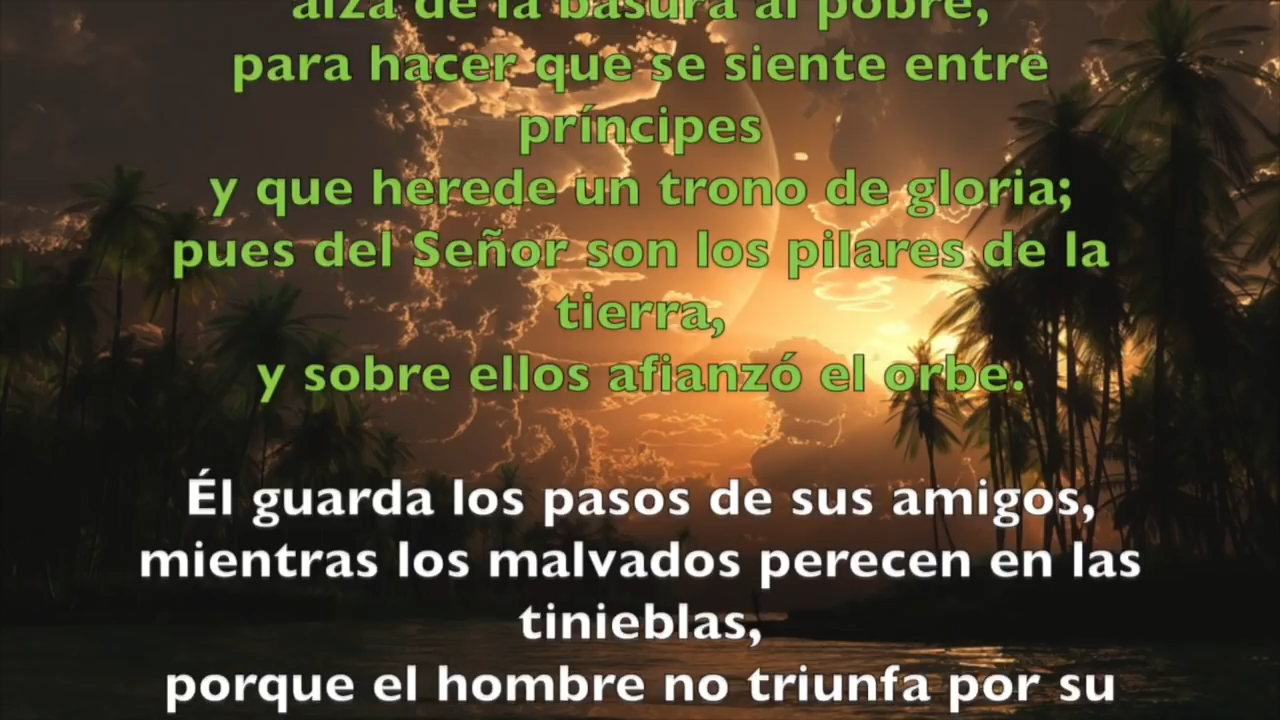 alza de la basura al pobre,
para hacer que se siente entre
príncipes
y que herede un trono de gloria;
pues del Señor son los pilares de la
tierra,
y sobre ellos afianzó el orbe.
Él guarda los pasos de sus amigos,
mientras los malvados perecen en las
tinieblas,
porque el hombre no triunfa por su